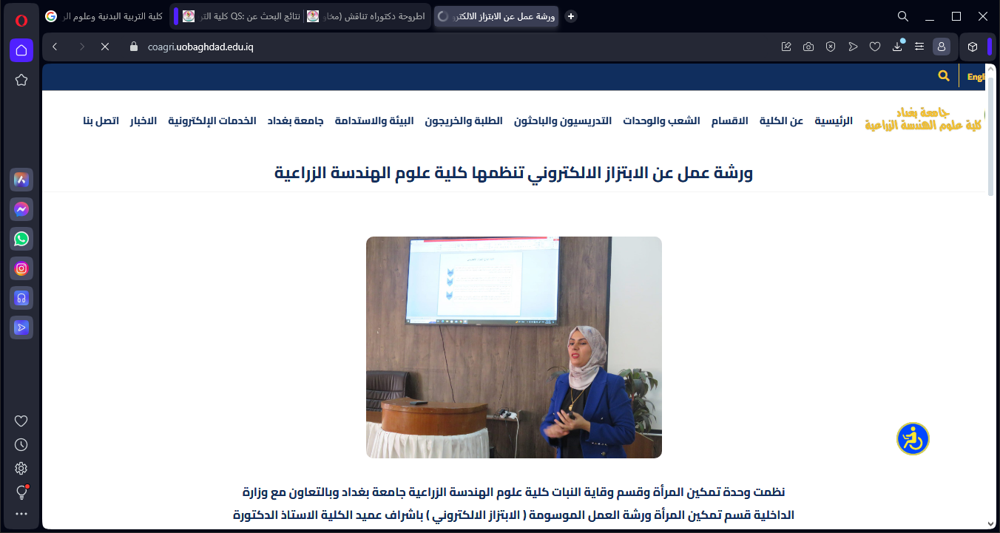 كلية التربية البدنية وعلوم الر
نتائج البحث عن :QS كلية التر
اطروحة دكتوراه تناقش (مخاو
ورشة عمل عن الابتزاز الالكترو
coagri.uobaghdad.edu.iq
Engli
جامعة بغداد
كلية علوم الهندسة الزراعية
الرئيسية عن الكلية الاقسام الشعب والوحدات التدريسيون والباحثون الطلبة والخريجون البيئة والاستدامة جامعة بغداد الخدمات الإلكترونية الاخبار اتصل بنا
ورشة عمل عن الابتزاز الالكتروني تنظمها كلية علوم الهندسة الزراعية
نظمت وحدة تمكين المرأة وقسم وقاية النبات كلية علوم الهندسة الزراعية جامعة بغداد وبالتعاون مع وزارة
الداخلية قسم تمكين المرأة ورشة العمل الموسومة ( الابتزاز الالكتروني ) باشراف عميد الكلية الاستاذ الدكتورة